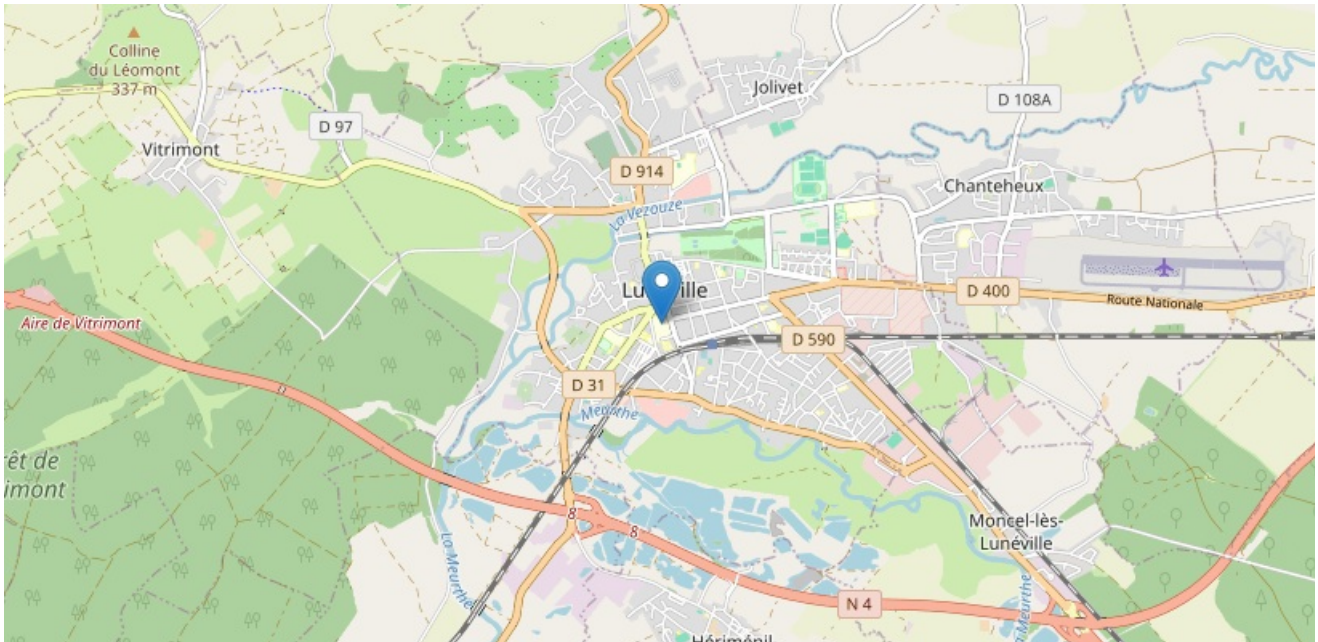 Colline
du Léomont
337 m
Jolivet
D 108A
D 97
Vitrimont
D 914
Chanteheux
La Vezouze
D 400
Route Nationale
Aire de Vitrimont
D 590
D 31
Meurthe
8
8
Moncel-lès-
Lunéville
La Meurthe
N 4